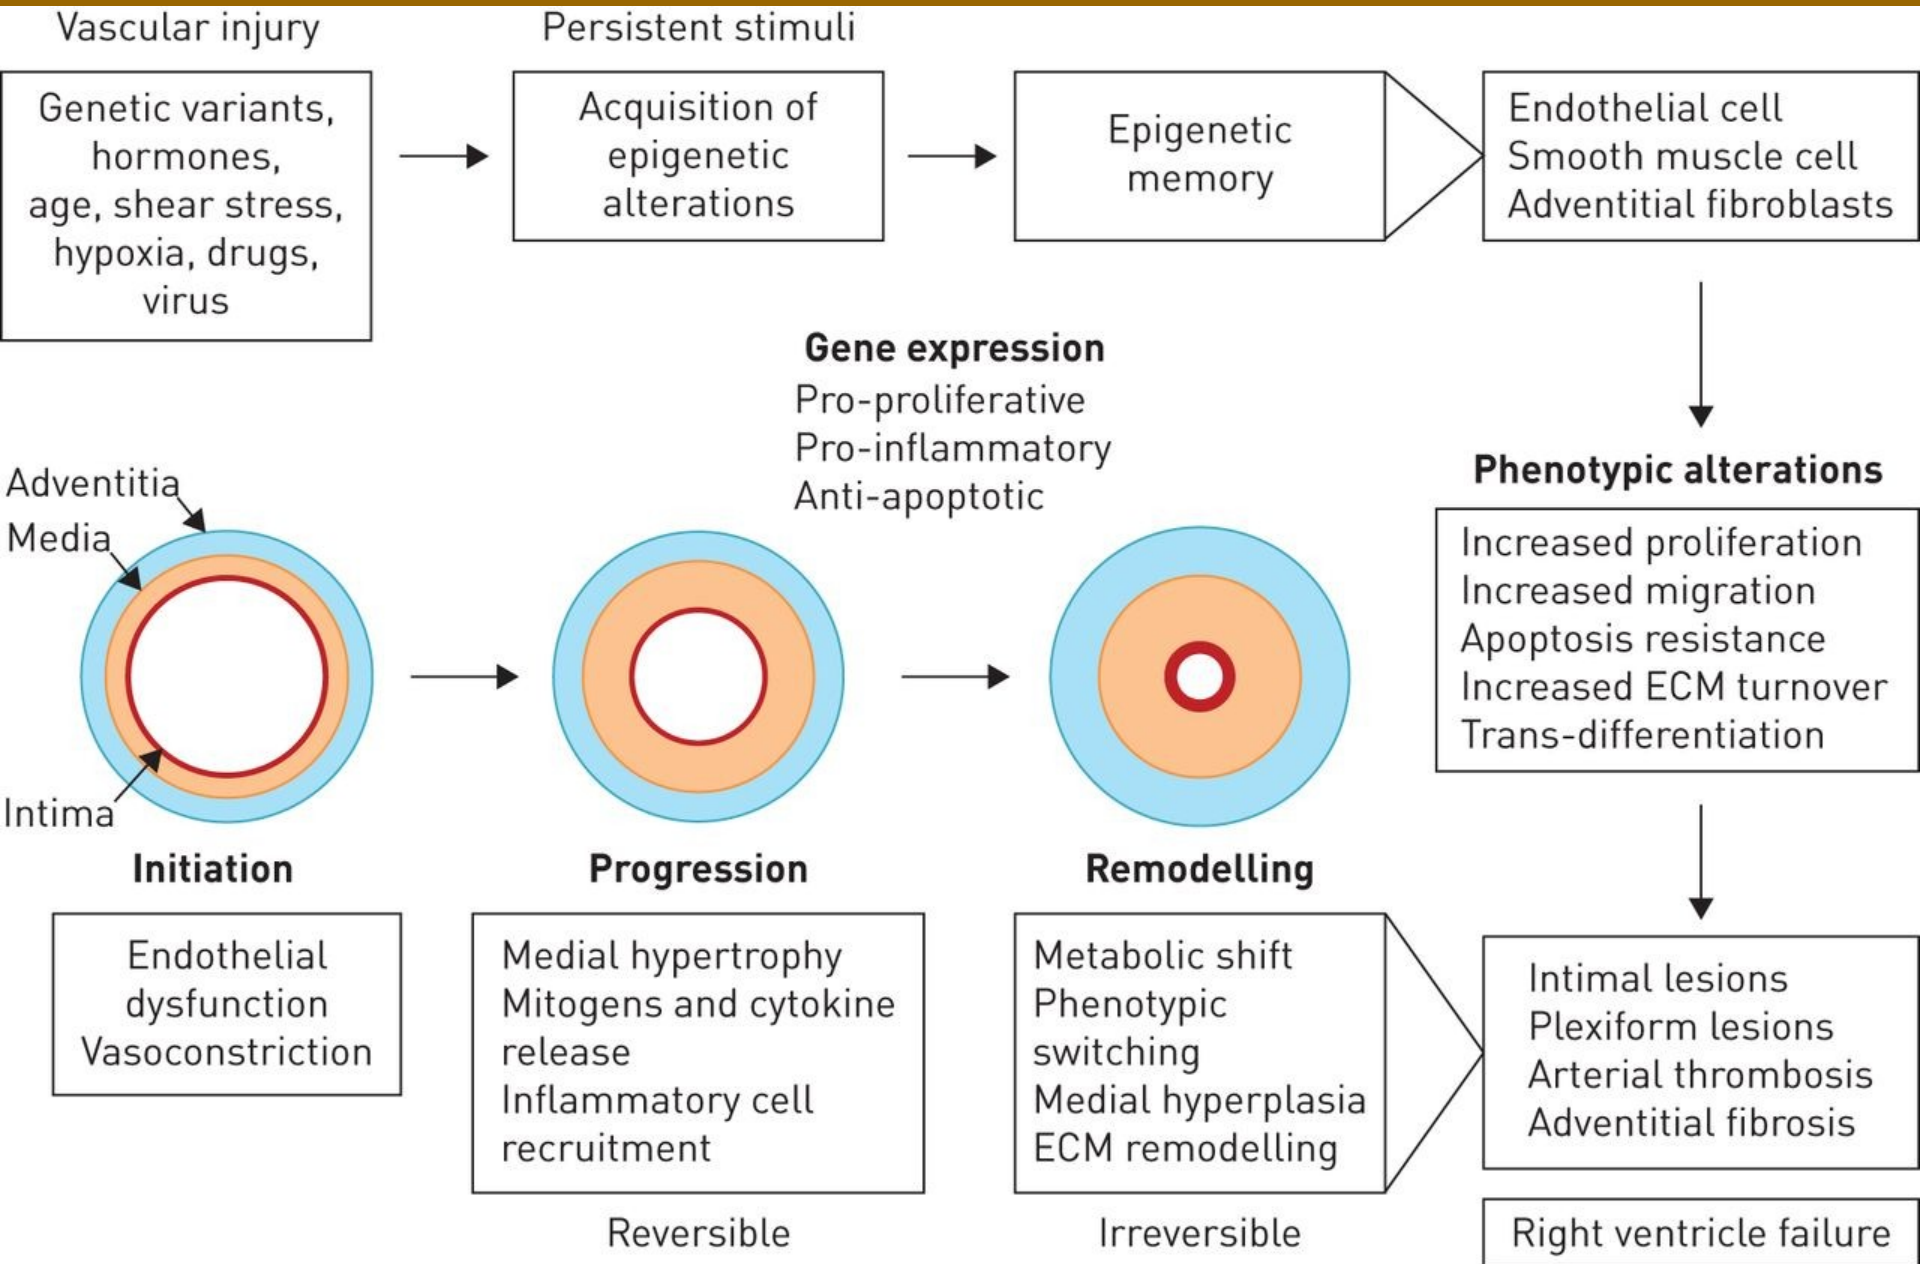 Vascular injury
Genetic variants,
hormones,
age, shear stress,
hypoxia, drugs,
virus
Persistent stimuli
Acquisition of
epigenetic
alterations
Epigenetic
memory
Endothelial cell
Smooth muscle cell
Adventitial fibroblasts
Gene expression
Pro-proliferative
Pro-inflammatory
Anti-apoptotic
Phenotypic alterations
Increased proliferation
Increased migration
Apoptosis resistance
Increased ECM turnover
Trans-differentiation
Adventitia
Media
Intima
Initiation
Endothelial
dysfunction
Vasoconstriction
Progression
Medial hypertrophy
Mitogens and cytokine
release
Inflammatory cell
recruitment
Reversible
Remodelling
Metabolic shift
Phenotypic
switching
Medial hyperplasia
ECM remodelling
Irreversible
Intimal lesions
Plexiform lesions
Arterial thrombosis
Adventitial fibrosis
Right ventricle failure